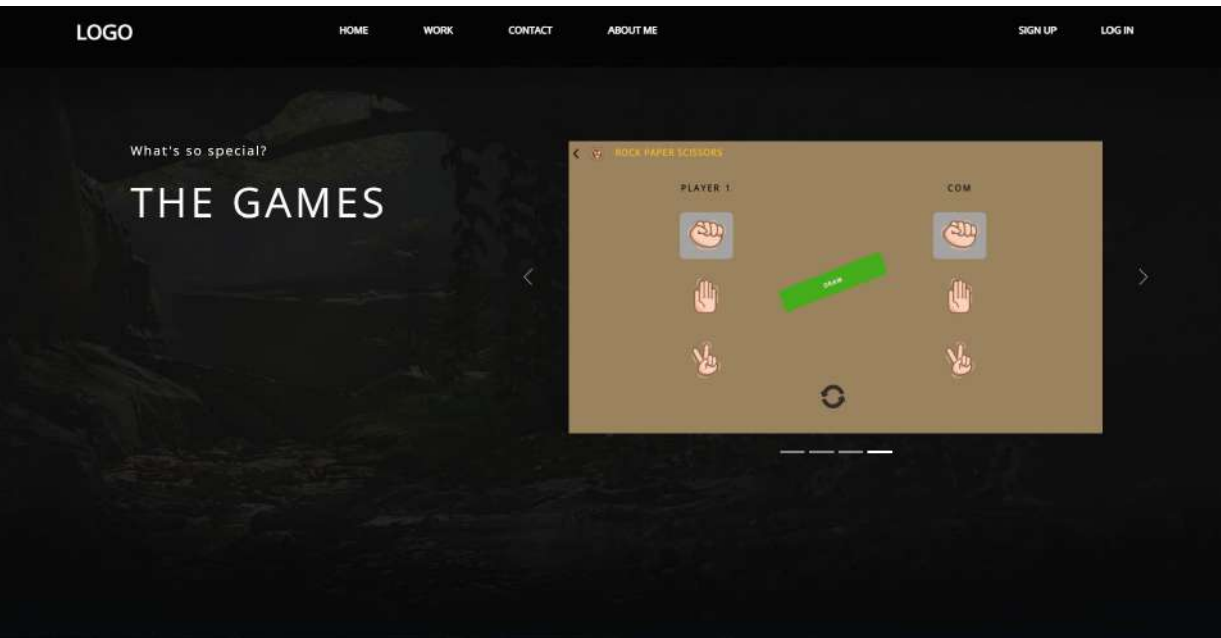 LOGO HOME WORK CONTACT ABOUT ME SIGN UP LOG IN
What's so special?
THE GAMES
ROCK PAPER SCISSORS
PLAYER 1 COM
DRAW